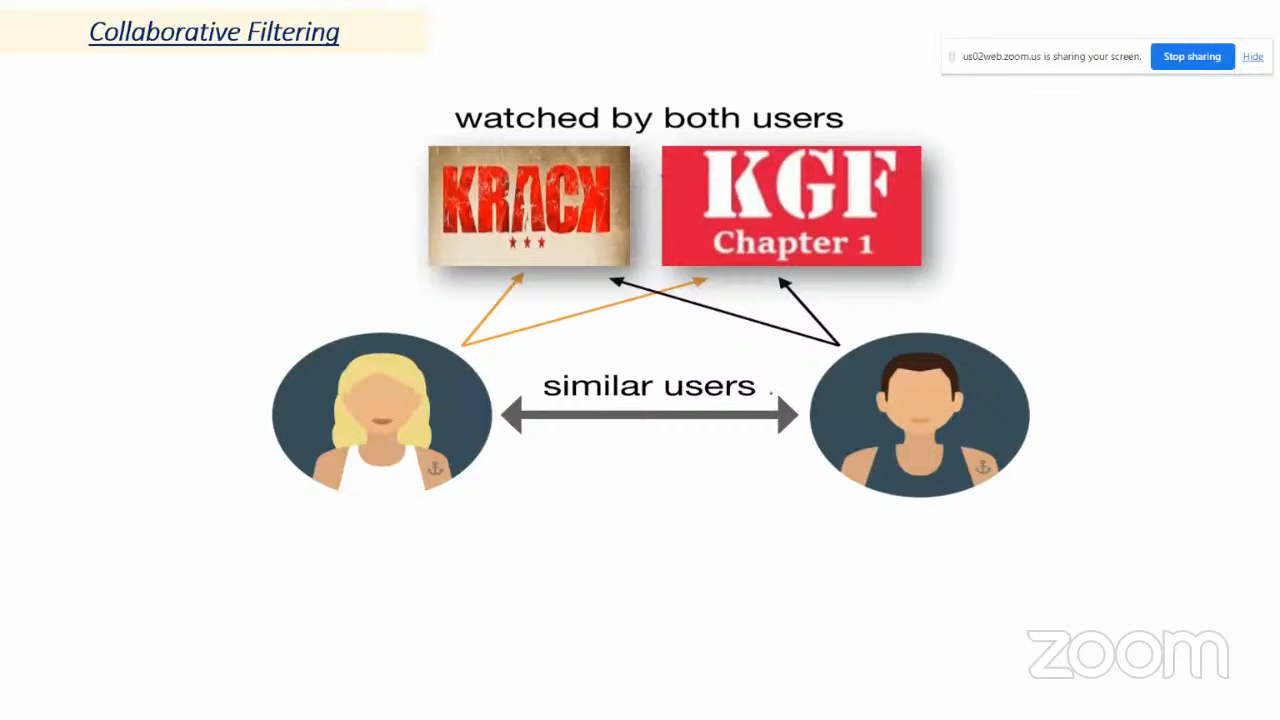 Collaborative Filtering
us02web.zoom.us is sharing your screen.
Stop sharing
Hide
watched by both users
KRACK
KGF
Chapter 1
similar users
zoom